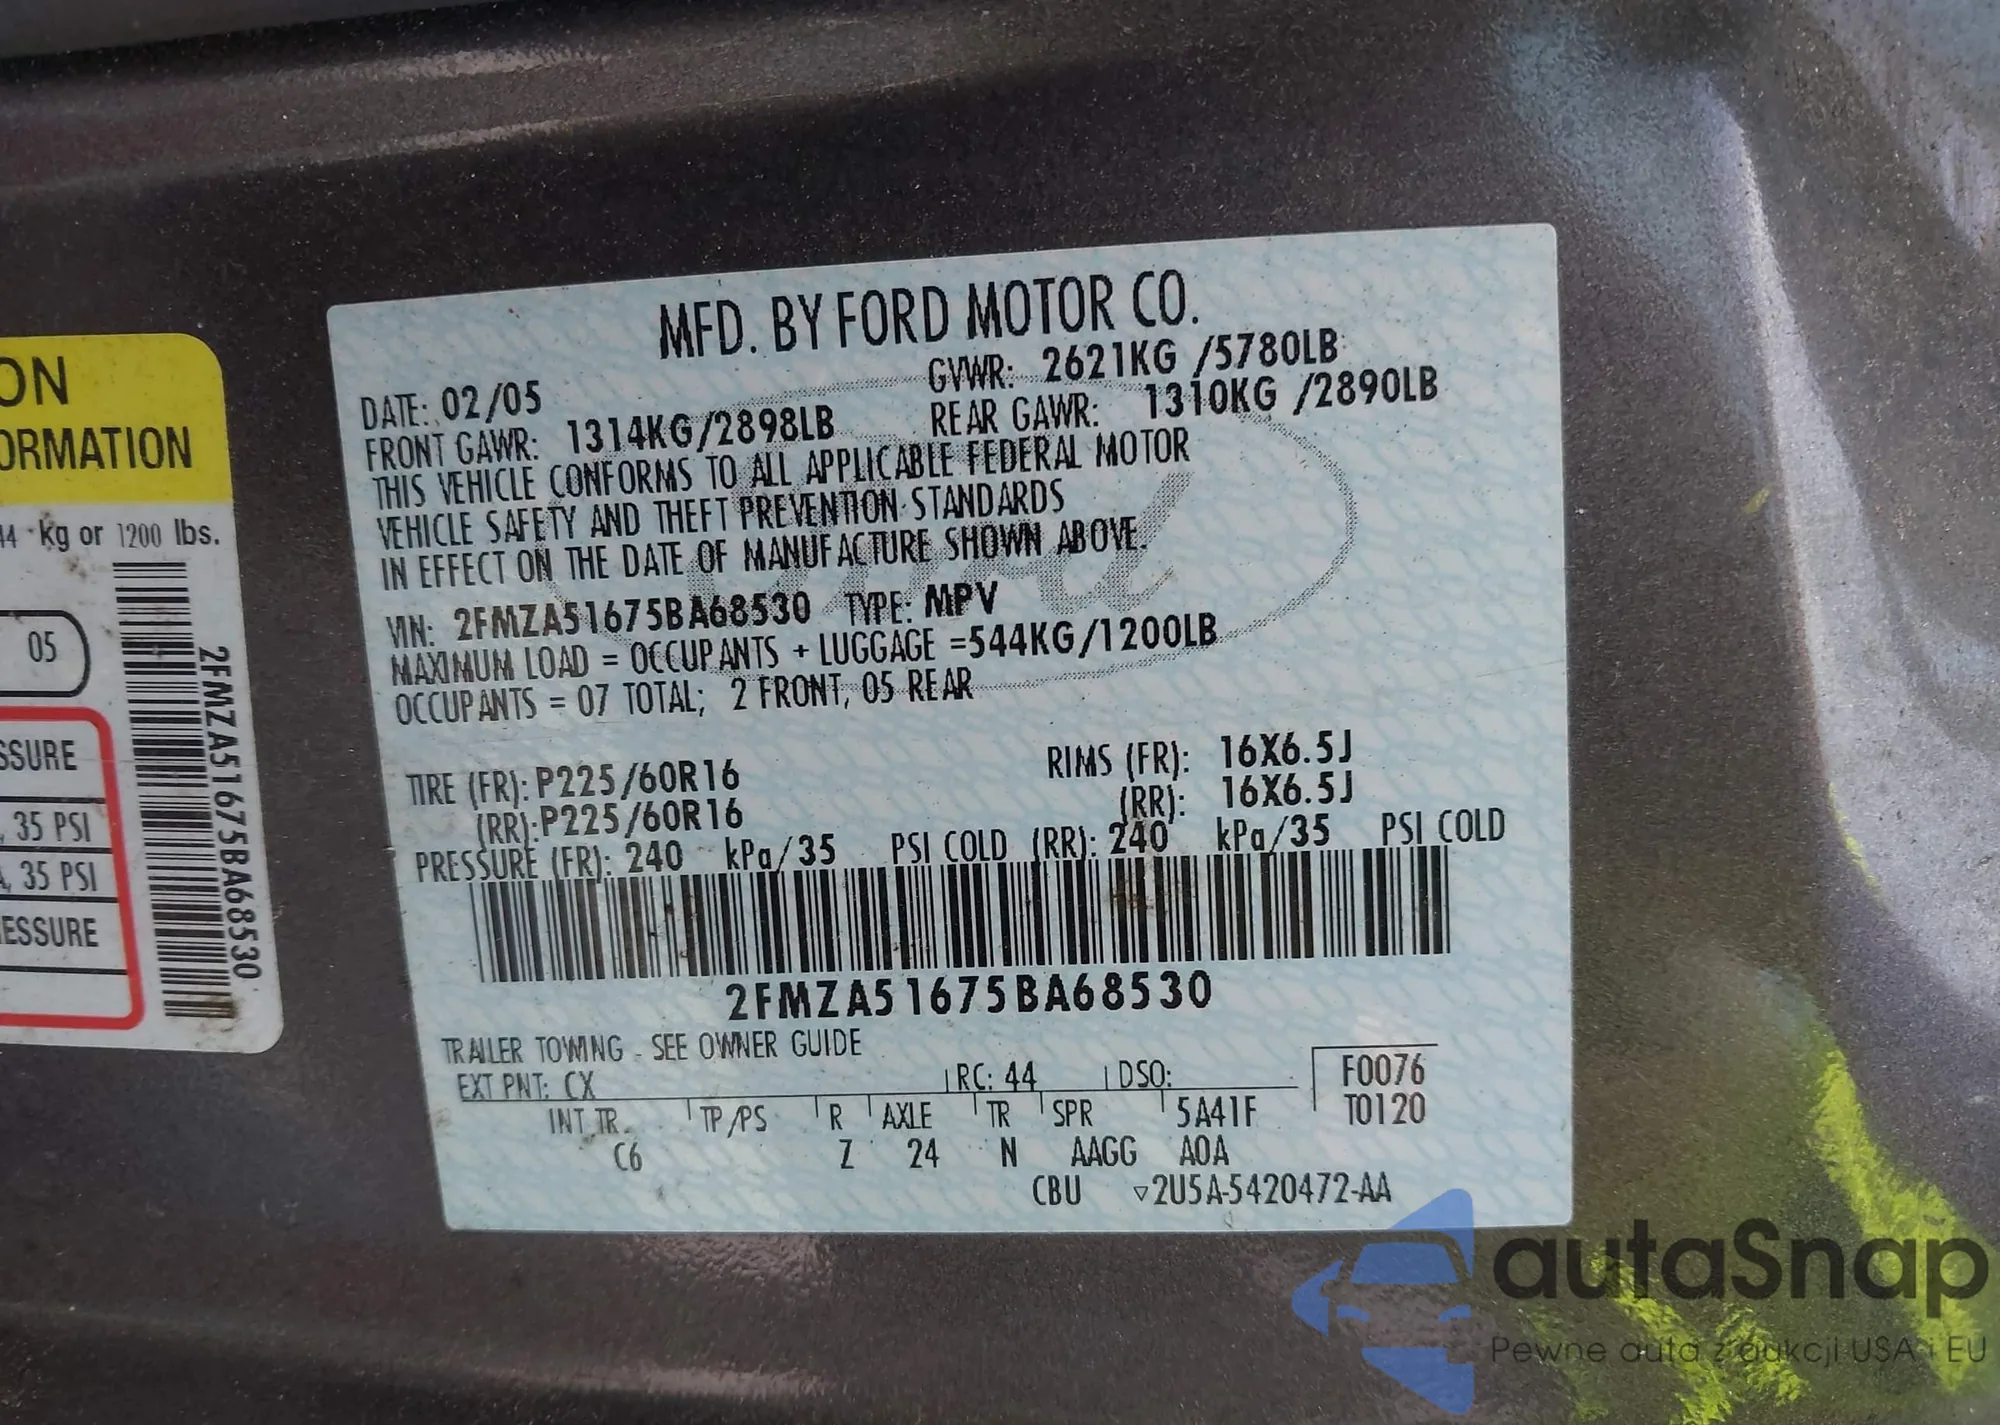 MFD. BY FORD MOTOR CO.
DATE: 02/05
GVWR: 2621KG /5780LB
FRONT GAWR: 1314KG/2898LB
REAR GAWR: 1310KG /2890LB
THIS VEHICLE CONFORMS TO ALL APPLICABLE FEDERAL MOTOR
VEHICLE SAFETY AND THEFT PREVENTION STANDARDS
IN EFFECT ON THE DATE OF MANUFACTURE SHOWN ABOVE.
VIN: 2FMZA51675BA68530 TYPE: MPV
MAXIMUM LOAD = OCCUPANTS + LUGGAGE =544KG/1200LB
OCCUPANTS = 07 TOTAL; 2 FRONT, 05 REAR
TIRE (FR): P225/60R16 RIMS (FR): 16X6.5J
(RR): P225/60R16 (RR): 16X6.5J
PRESSURE (FR): 240 kPa/35 PSI COLD (RR): 240 kPa/35 PSI COLD
2FMZA51675BA68530
TRAILER TOWING - SEE OWNER GUIDE
EXT PNT: CX RC: 44 DSO: F0076
INT TR. TP/PS R AXLE TR SPR 5A41F T0120
C6 Z 24 N AAGG A0A
CBU ▽2U5A-5420472-AA
ON
ORMATION
44 kg or 1200 lbs.
05
SSURE
, 35 PSI
A, 35 PSI
ESSURE
2FMZA51675BA68530
autaSnap
Pewne auta z aukcji USA i EU